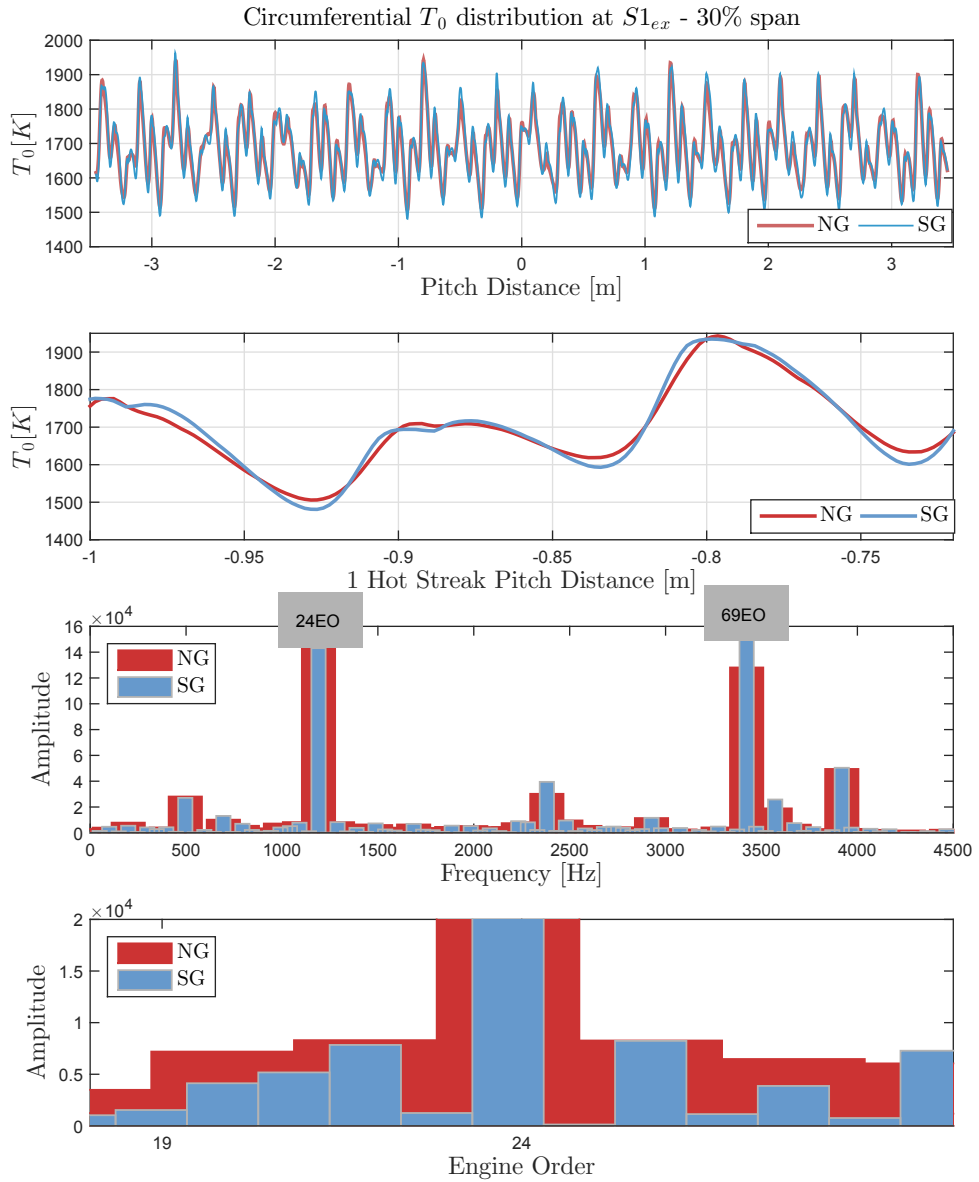 Circumferential T0 distribution at S1ex - 30% span
2000
1900
1800
1700
1600
1500
1400
T0[K]
NG SG
-3 -2 -1 0 1 2 3
Pitch Distance [m]
1900
1800
1700
1600
1500
1400
T0[K]
NG SG
-1 -0.95 -0.9 -0.85 -0.8 -0.75
1 Hot Streak Pitch Distance [m]
×10^4
24EO 69EO
16
14
12
10
8
6
4
2
0
Amplitude
NG
SG
0 500 1000 1500 2000 2500 3000 3500 4000 4500
Frequency [Hz]
×10^4
2
1.5
1
0.5
0
Amplitude
NG
SG
19 24
Engine Order